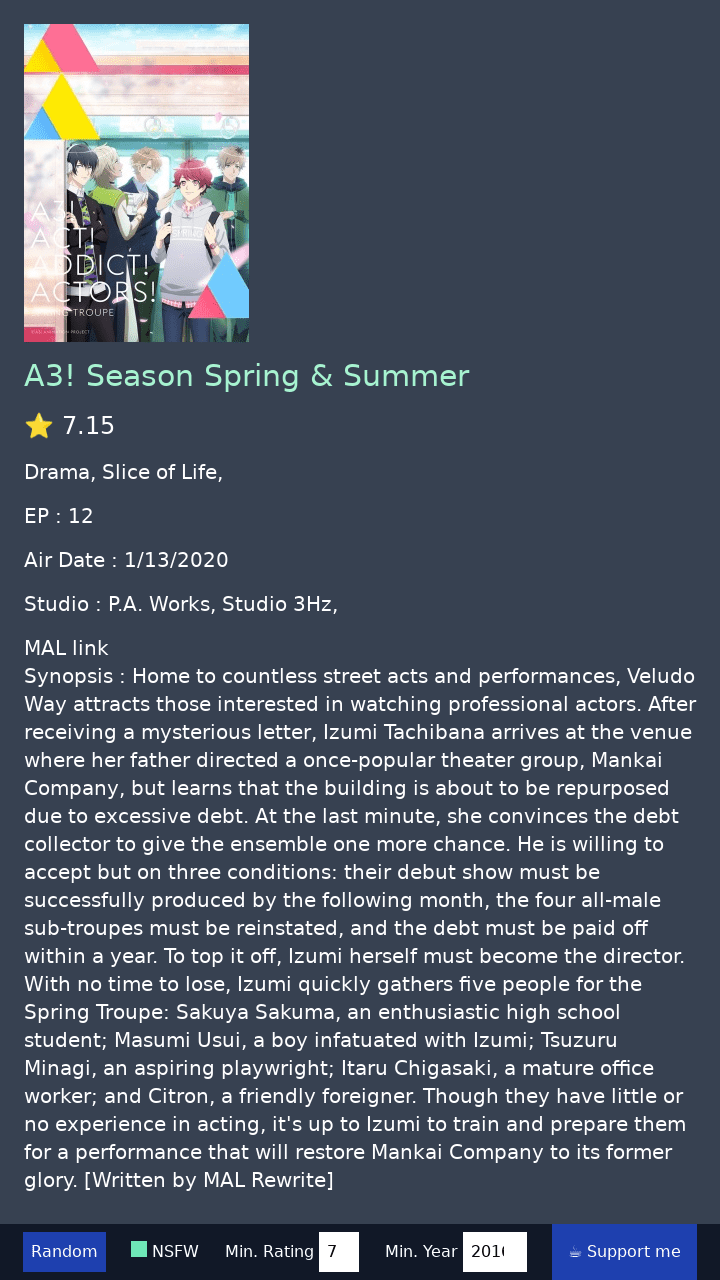 A3!
ACT!
ADDICT!
ACTORS!
SPRING TROUPE
A3! Season Spring & Summer
⭐ 7.15
Drama, Slice of Life,
EP : 12
Air Date : 1/13/2020
Studio : P.A. Works, Studio 3Hz,
MAL link
Synopsis : Home to countless street acts and performances, Veludo
Way attracts those interested in watching professional actors. After
receiving a mysterious letter, Izumi Tachibana arrives at the venue
where her father directed a once-popular theater group, Mankai
Company, but learns that the building is about to be repurposed
due to excessive debt. At the last minute, she convinces the debt
collector to give the ensemble one more chance. He is willing to
accept but on three conditions: their debut show must be
successfully produced by the following month, the four all-male
sub-troupes must be reinstated, and the debt must be paid off
within a year. To top it off, Izumi herself must become the director.
With no time to lose, Izumi quickly gathers five people for the
Spring Troupe: Sakuya Sakuma, an enthusiastic high school
student; Masumi Usui, a boy infatuated with Izumi; Tsuzuru
Minagi, an aspiring playwright; Itaru Chigasaki, a mature office
worker; and Citron, a friendly foreigner. Though they have little or
no experience in acting, it's up to Izumi to train and prepare them
for a performance that will restore Mankai Company to its former
glory. [Written by MAL Rewrite]
Random NSFW Min. Rating 7 Min. Year 2010 ☕ Support me